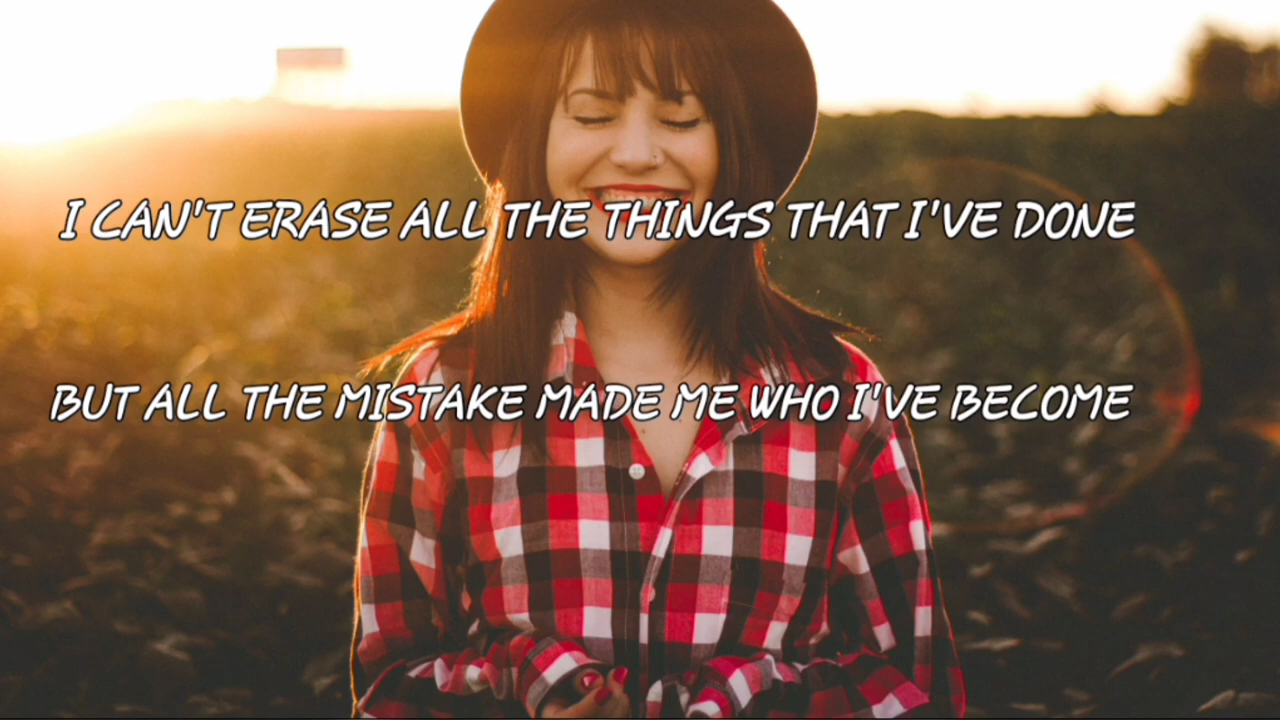 I CAN'T ERASE ALL THE THINGS THAT I'VE DONE
BUT ALL THE MISTAKE MADE ME WHO I'VE BECOME